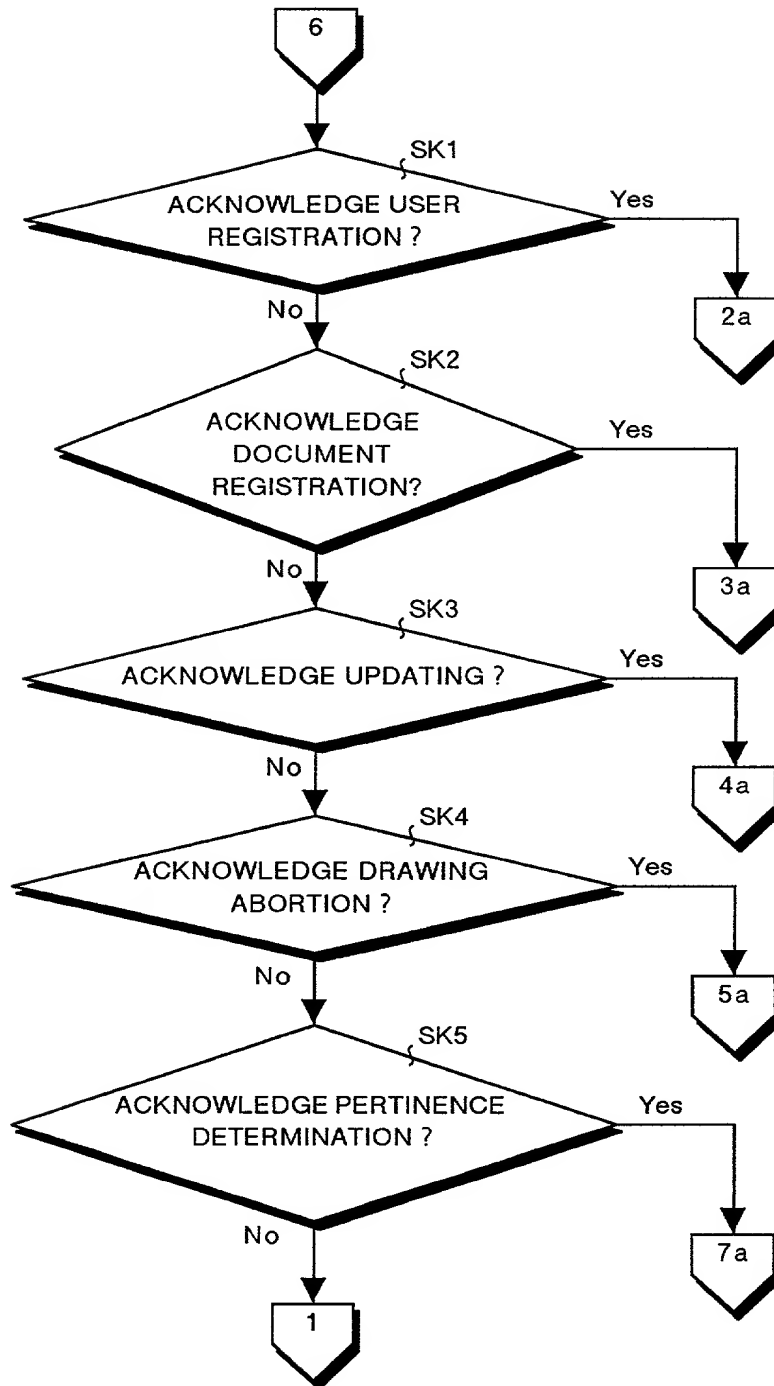 6
SK1
ACKNOWLEDGE USER
REGISTRATION ?
Yes
2a
No
SK2
ACKNOWLEDGE
DOCUMENT
REGISTRATION?
Yes
3a
No
SK3
ACKNOWLEDGE UPDATING ?
Yes
4a
No
SK4
ACKNOWLEDGE DRAWING
ABORTION ?
Yes
5a
No
SK5
ACKNOWLEDGE PERTINENCE
DETERMINATION ?
Yes
7a
No
1